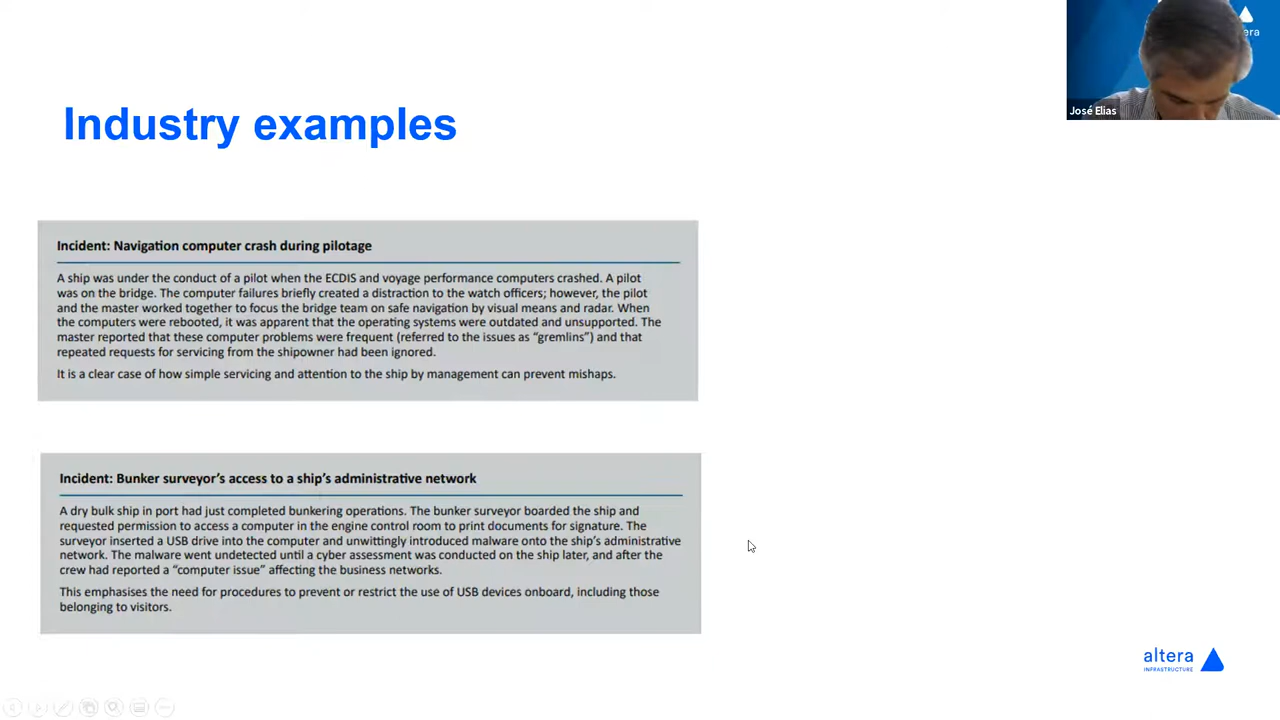 era
José Elias
Industry examples
Incident: Navigation computer crash during pilotage
A ship was under the conduct of a pilot when the ECDIS and voyage performance computers crashed. A pilot
was on the bridge. The computer failures briefly created a distraction to the watch officers; however, the pilot
and the master worked together to focus the bridge team on safe navigation by visual means and radar. When
the computers were rebooted, it was apparent that the operating systems were outdated and unsupported. The
master reported that these computer problems were frequent (referred to the issues as “gremlins”) and that
repeated requests for servicing from the shipowner had been ignored.
It is a clear case of how simple servicing and attention to the ship by management can prevent mishaps.
Incident: Bunker surveyor’s access to a ship’s administrative network
A dry bulk ship in port had just completed bunkering operations. The bunker surveyor boarded the ship and
requested permission to access a computer in the engine control room to print documents for signature. The
surveyor inserted a USB drive into the computer and unwittingly introduced malware onto the ship’s administrative
network. The malware went undetected until a cyber assessment was conducted on the ship later, and after the
crew had reported a “computer issue” affecting the business networks.
This emphasises the need for procedures to prevent or restrict the use of USB devices onboard, including those
belonging to visitors.
altera
INFRASTRUCTURE